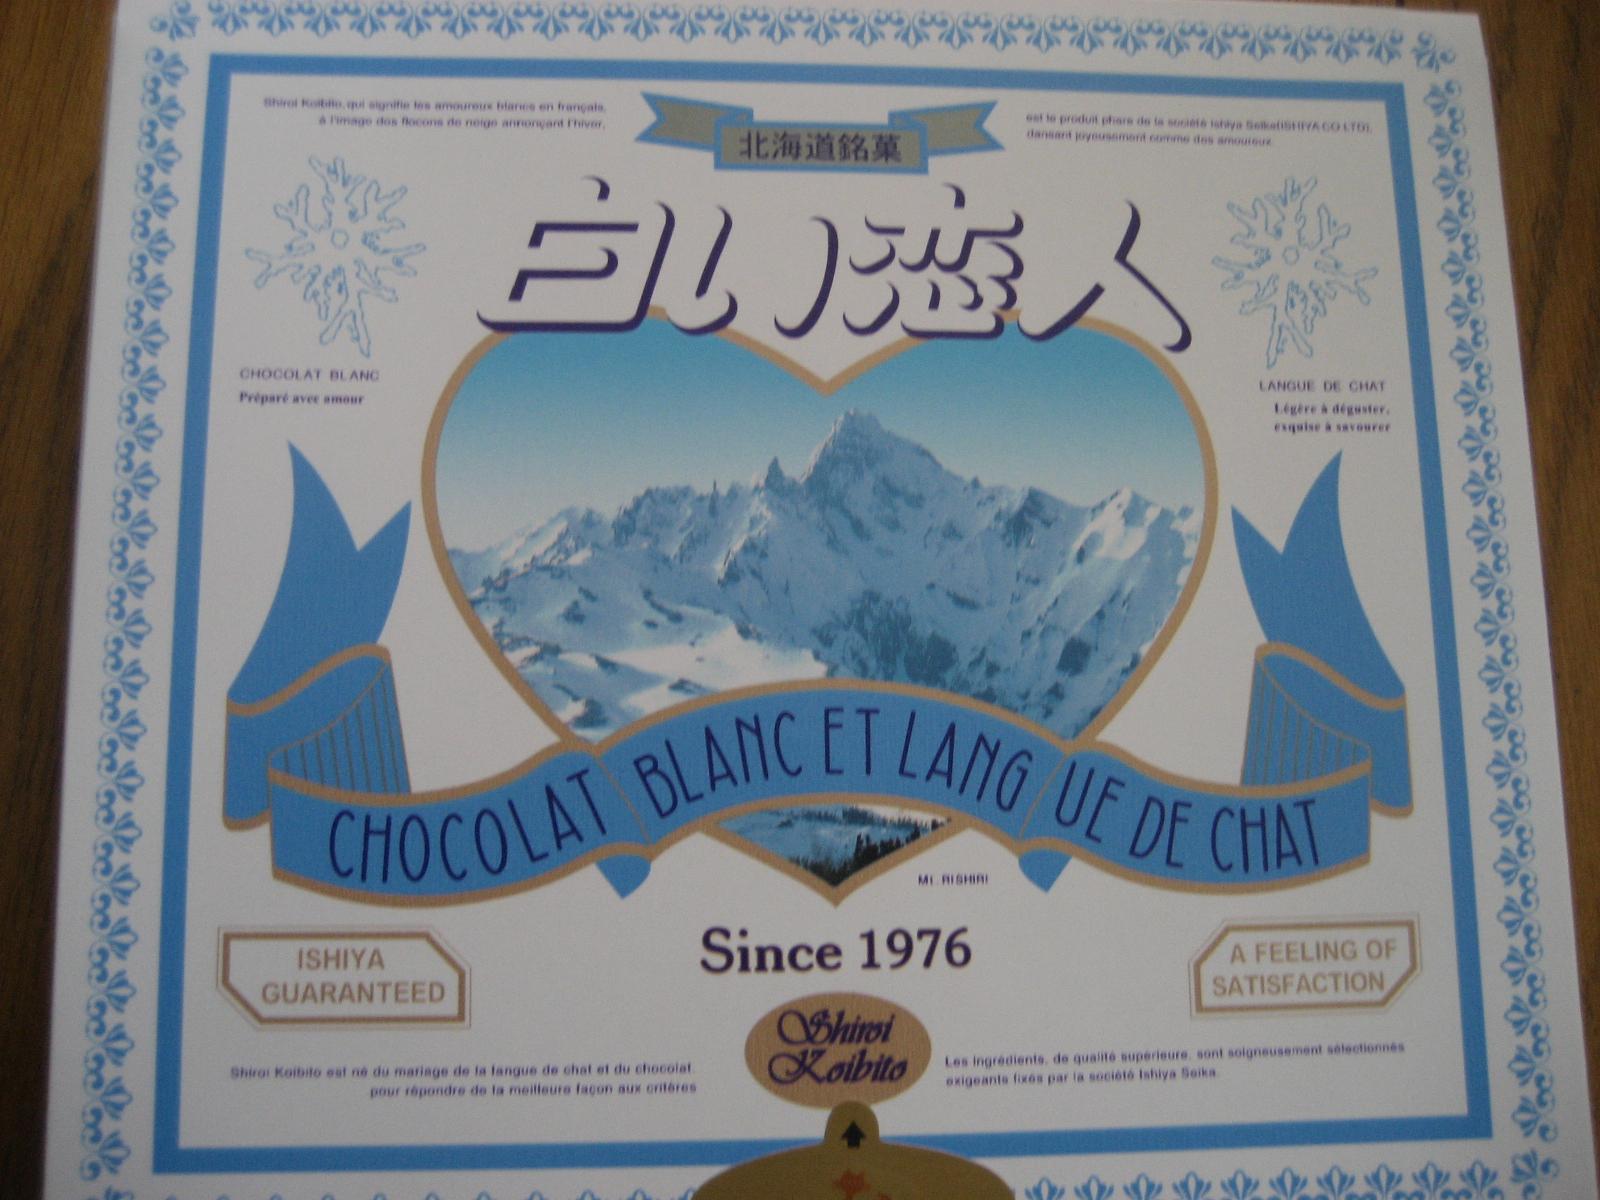 Shiroi Koibito, qui signifie les amoureux blancs en français,
à l'image des flocons de neige annonçant l'hiver,
北海道銘菓
est le produit phare de la société Ishiya Seika(ISHIYA CO LTD),
dansant joyeusement comme des amoureux.
白い恋人
CHOCOLAT BLANC
Préparé avec amour
LANGUE DE CHAT
Légère à déguster,
exquise à savourer
CHOCOLAT BLANC ET LANGUE DE CHAT
Mt. RISHIRI
Since 1976
ISHIYA
GUARANTEED
A FEELING OF
SATISFACTION
Shiroi
Koibito
Shiroi Koibito est né du mariage de la langue de chat et du chocolat.
pour répondre de la meilleure façon aux critères
Les ingrédients, de qualité supérieure, sont soigneusement sélectionnés
exigeants fixés par la société Ishiya Seika.